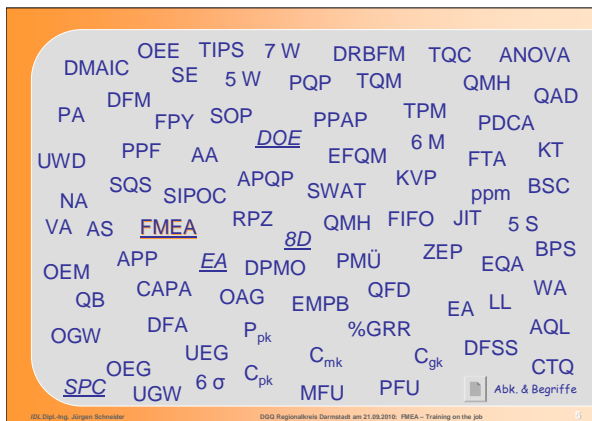 OEE TIPS 7 W DRBFM TQC ANOVA
DMAIC SE 5 W PQP TQM QMH QAD
PA DFM FPY SOP DOE PPAP TPM PDCA
UWD PPF AA EFQM 6 M FTA KT
NA SQS SIPOC APQP SWAT KVP ppm BSC
VA AS FMEA RPZ 8D QMH FIFO JIT 5 S
OEM APP EA DPMO PMÜ ZEP EQA BPS
QB CAPA OAG EMPB QFD EA LL WA
OGW DFA Ppk %GRR DFSS AQL
OEG UEG Cmk Cgk CTQ
SPC UGW 6 σ Cpk MFU PFU Abk. & Begriffe
IDL Dipl.-Ing. Jürgen Schneider DGQ Regionalkreis Darmstadt am 21.09.2010: FMEA – Training on the job